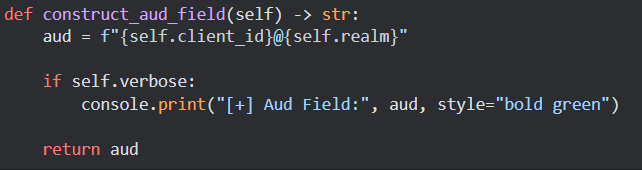 def construct_aud_field(self) -> str:
    aud = f"{self.client_id}@{self.realm}"
    if self.verbose:
        console.print("[+] Aud Field:", aud, style="bold green")
    return aud